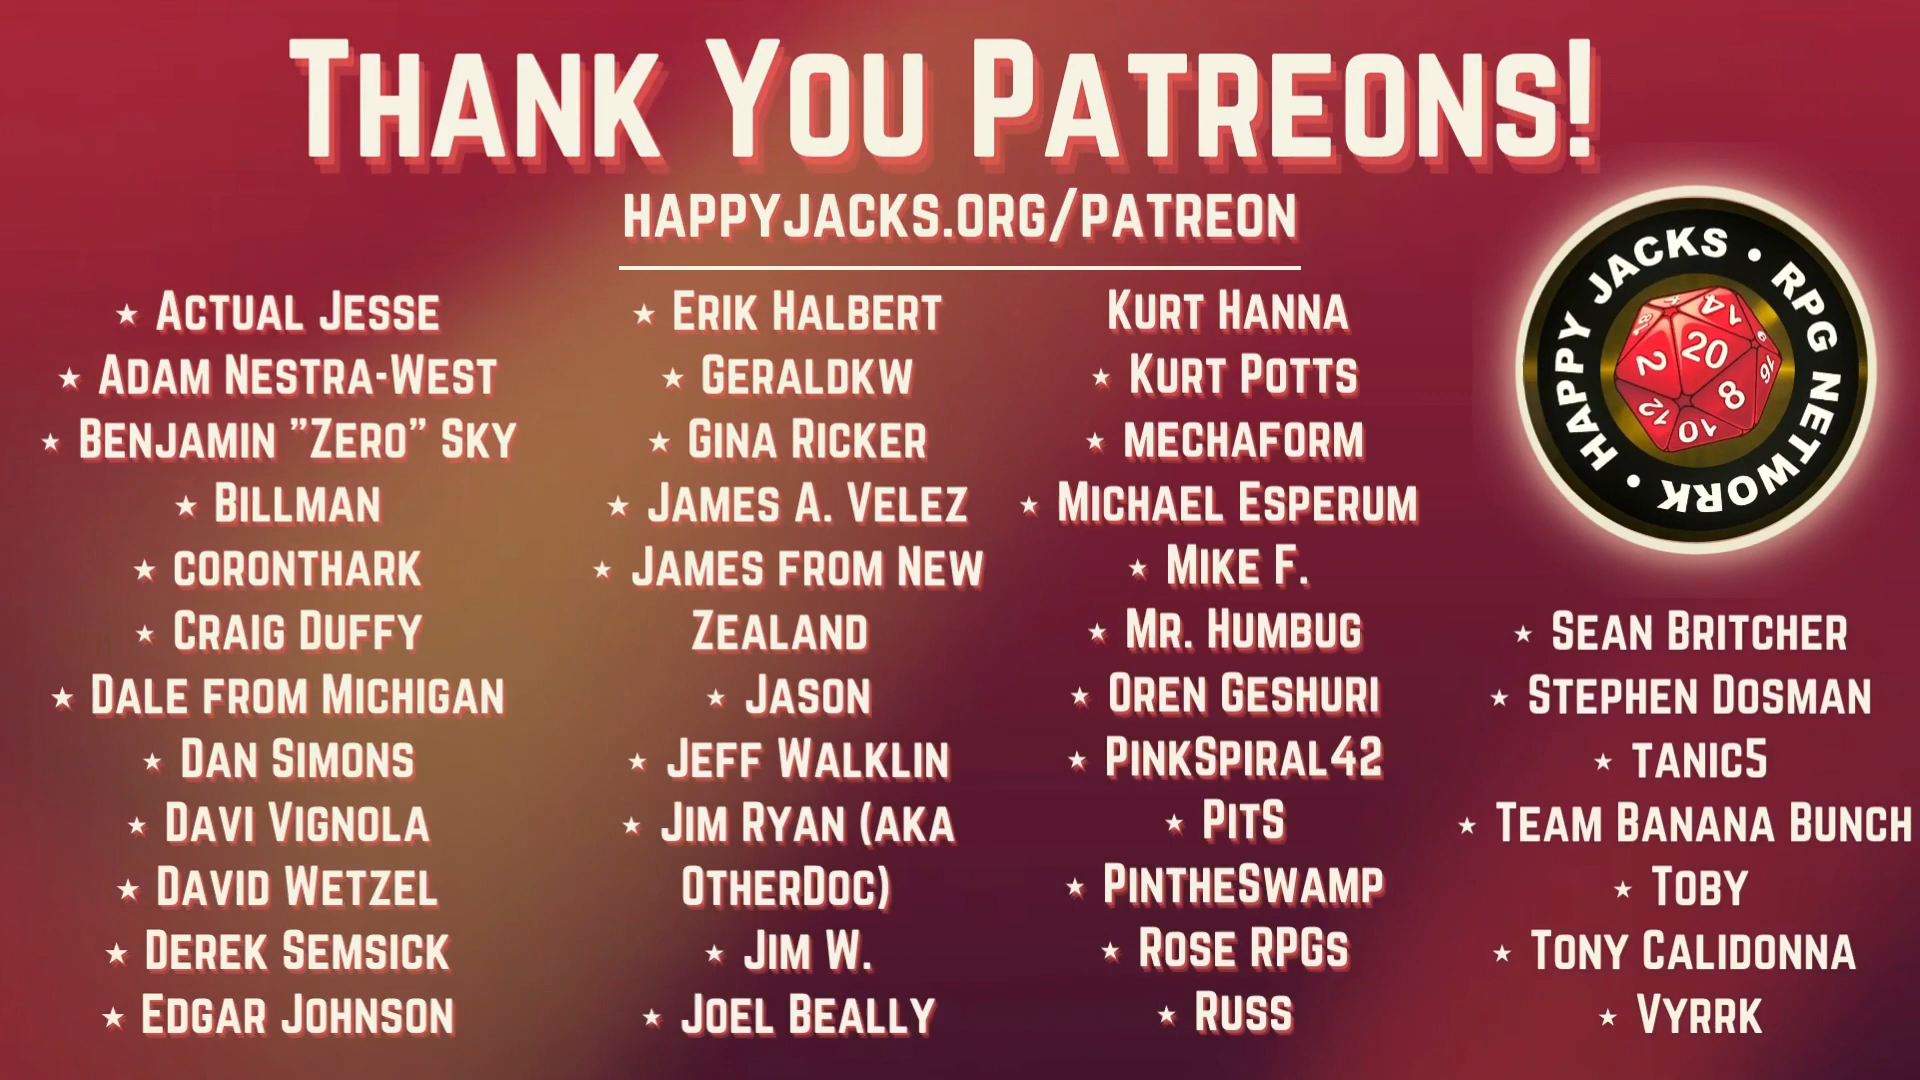 Thank You Patreons!
happyjacks.org/patreon
★ Actual Jesse
★ Adam Nestra-West
★ Benjamin "Zero" Sky
★ Billman
★ coronthark
★ Craig Duffy
★ Dale from Michigan
★ Dan Simons
★ Davi Vignola
★ David Wetzel
★ Derek Semsick
★ Edgar Johnson
★ Erik Halbert
★ Geraldkw
★ Gina Ricker
★ James A. Velez
★ James from New
Zealand
★ Jason
★ Jeff Walklin
★ Jim Ryan (aka
OtherDoc)
★ Jim W.
★ Joel Beally
Kurt Hanna
★ Kurt Potts
★ mechaform
★ Michael Esperum
★ Mike F.
★ Mr. Humbug
★ Oren Geshuri
★ PinkSpiral42
★ PitS
★ PintheSwamp
★ Rose RPGs
★ Russ
HAPPY JACKS • RPG NETWORK •
20
2
8
12
10
★ Sean Britcher
★ Stephen Dosman
★ tanic5
★ Team Banana Bunch
★ Toby
★ Tony Calidonna
★ Vyrrk